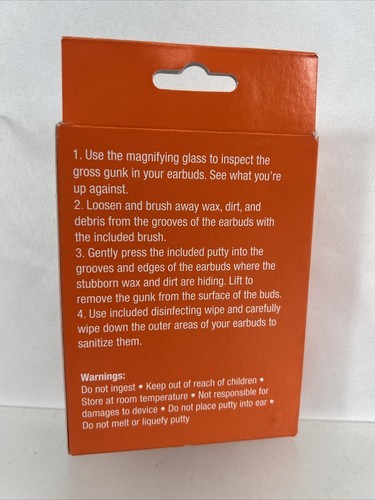 1. Use the magnifying glass to inspect the
gross gunk in your earbuds. See what you're
up against.
2. Loosen and brush away wax, dirt, and
debris from the grooves of the earbuds with
the included brush.
3. Gently press the included putty into the
grooves and edges of the earbuds where the
stubborn wax and dirt are hiding. Lift to
remove the gunk from the surface of the buds.
4. Use included disinfecting wipe and carefully
wipe down the outer areas of your earbuds to
sanitize them.
Warnings:
Do not ingest • Keep out of reach of children •
Store at room temperature • Not responsible for
damages to device • Do not place putty into ear •
Do not melt or liquefy putty